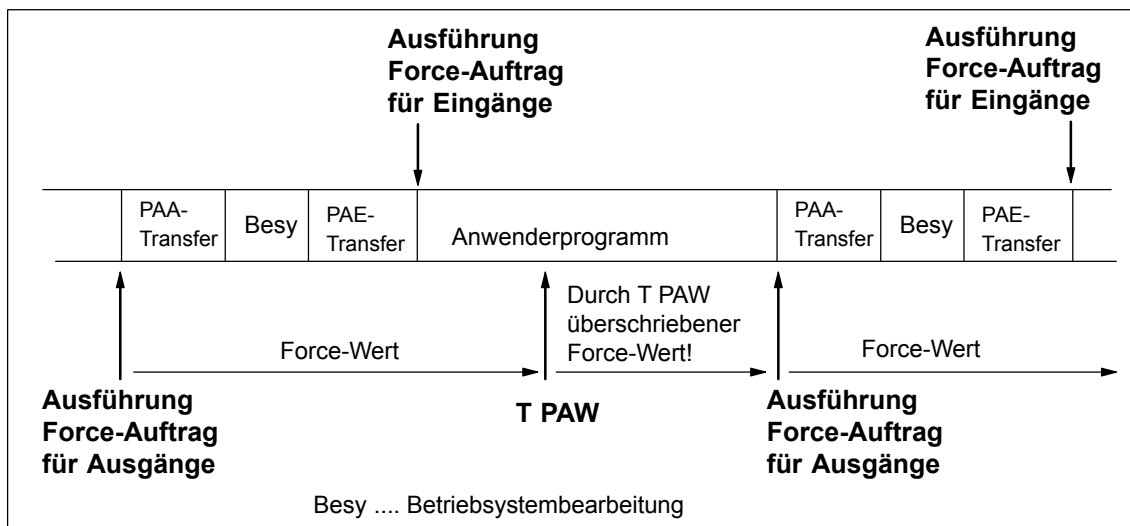 Ausführung
Force-Auftrag
für Eingänge
Ausführung
Force-Auftrag
für Eingänge
PAA-
Transfer
Besy
PAE-
Transfer
Anwenderprogramm
PAA-
Transfer
Besy
PAE-
Transfer
Durch T PAW
überschriebener
Force-Wert!
Force-Wert
Force-Wert
Ausführung
Force-Auftrag
für Ausgänge
T PAW
Ausführung
Force-Auftrag
für Ausgänge
Besy .... Betriebsystembearbeitung